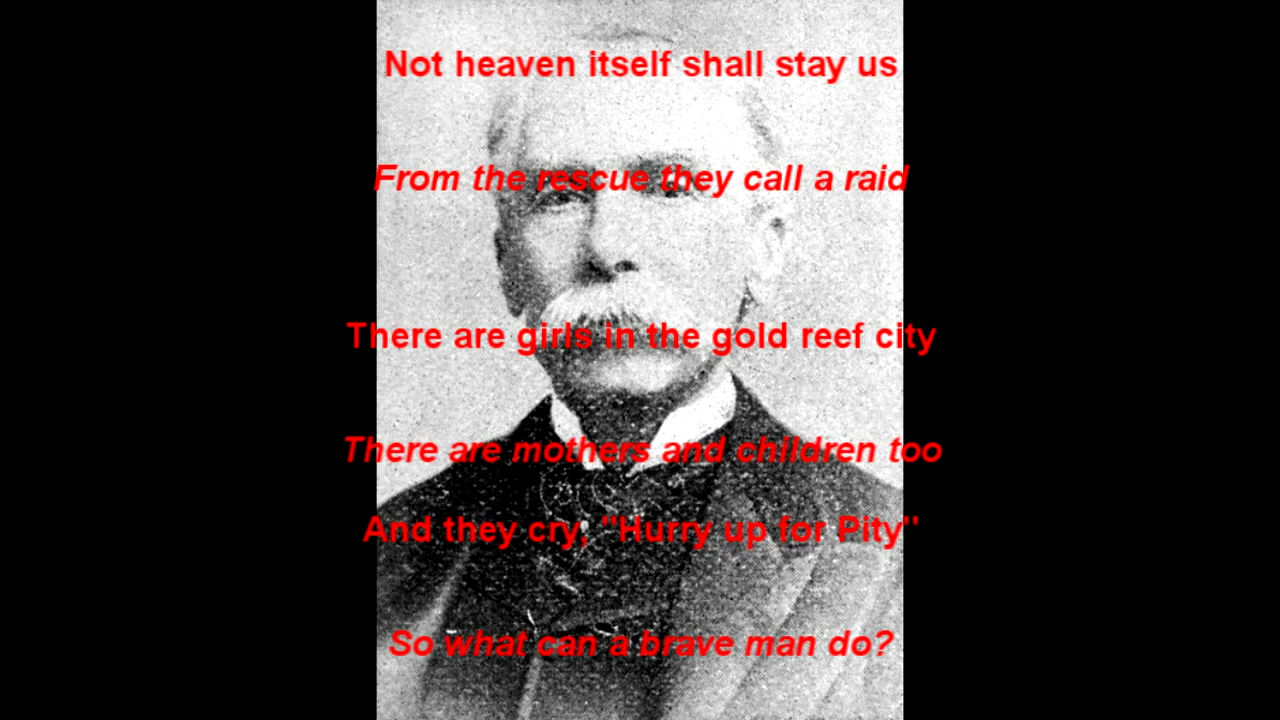 Not heaven itself shall stay us
From the rescue they call a raid
There are girls in the gold reef city
There are mothers and children too
And they cry, "Hurry up for Pity"
So what can a brave man do?